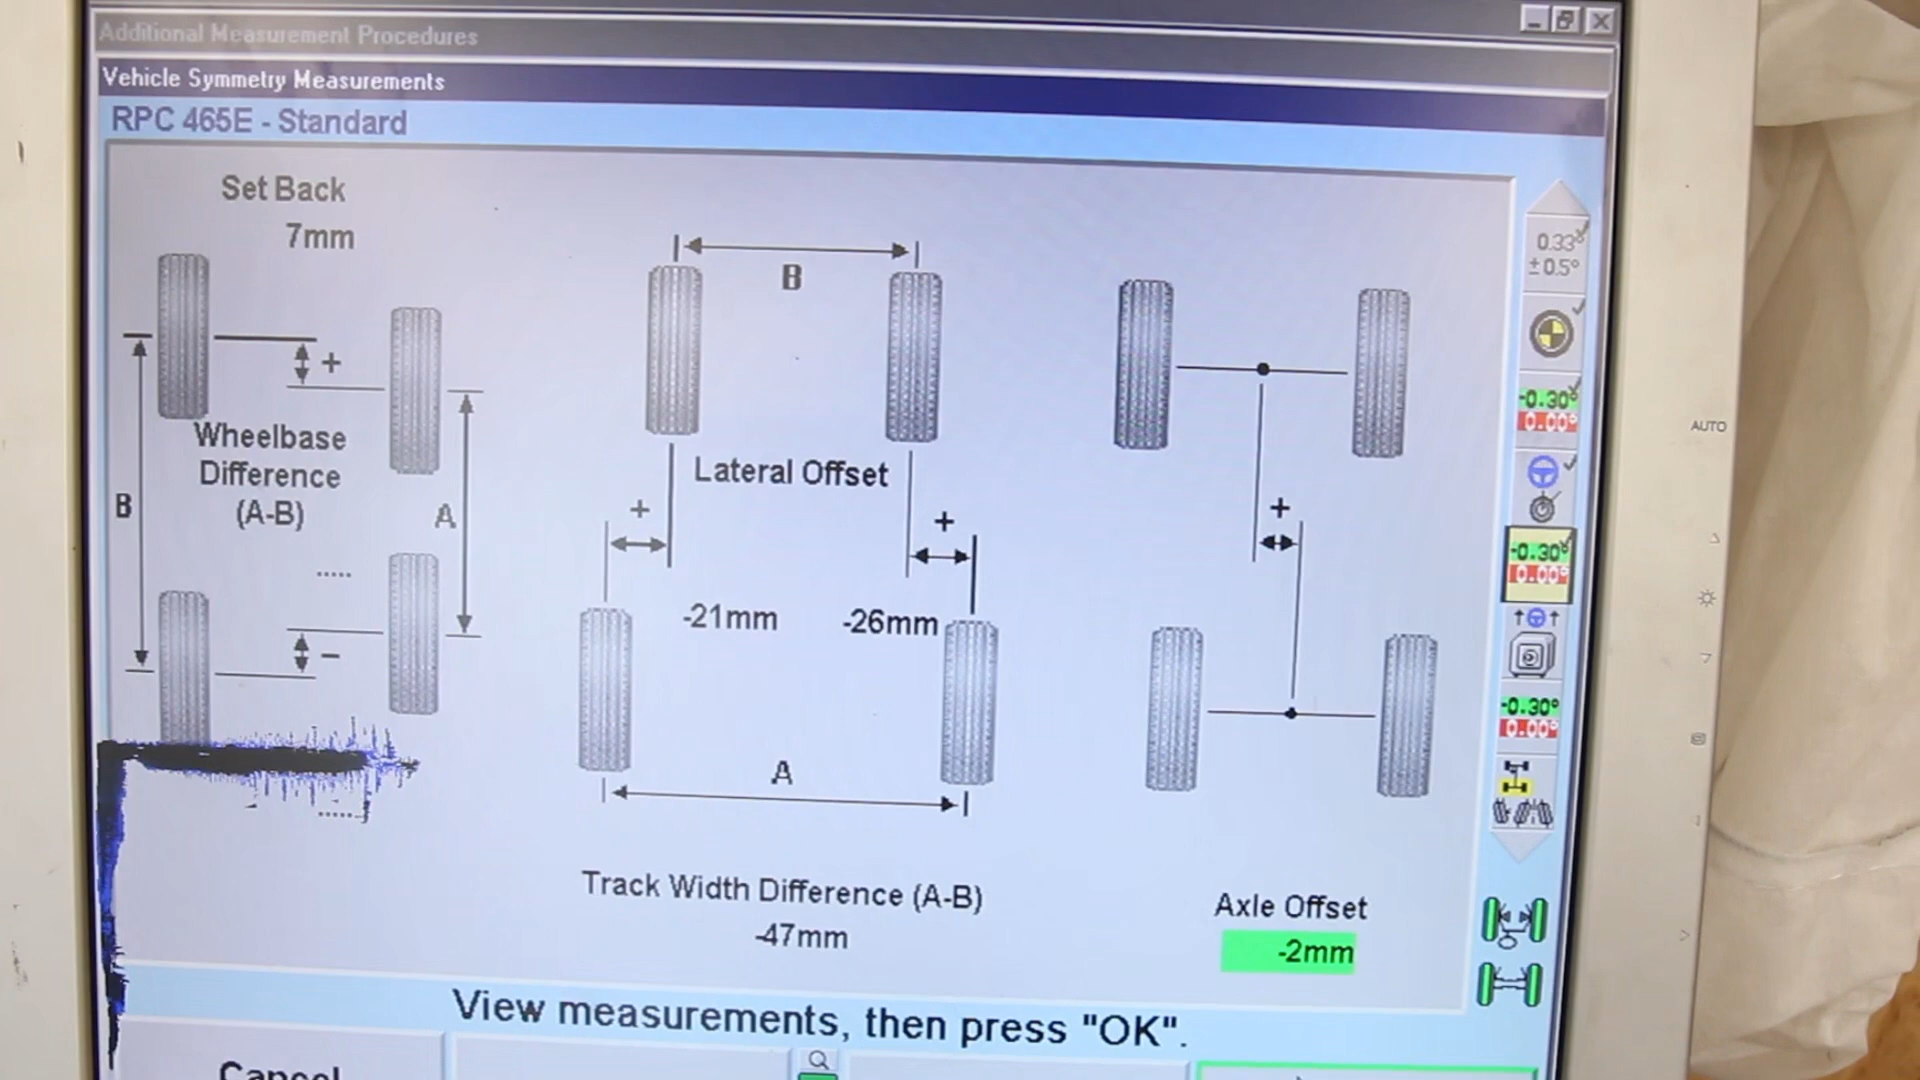 Additional Measurement Procedures
Vehicle Symmetry Measurements
RPC 465E - Standard
Set Back
7mm
+
Wheelbase
Difference
(A-B)
B
A
.....
−
.....
B
Lateral Offset
+
+
-21mm
-26mm
A
Track Width Difference (A-B)
-47mm
+
Axle Offset
-2mm
0.33°
±0.5°
-0.30°
0.00°
-0.30°
0.00°
-0.30°
0.00°
View measurements, then press "OK".
Cancel
AUTO